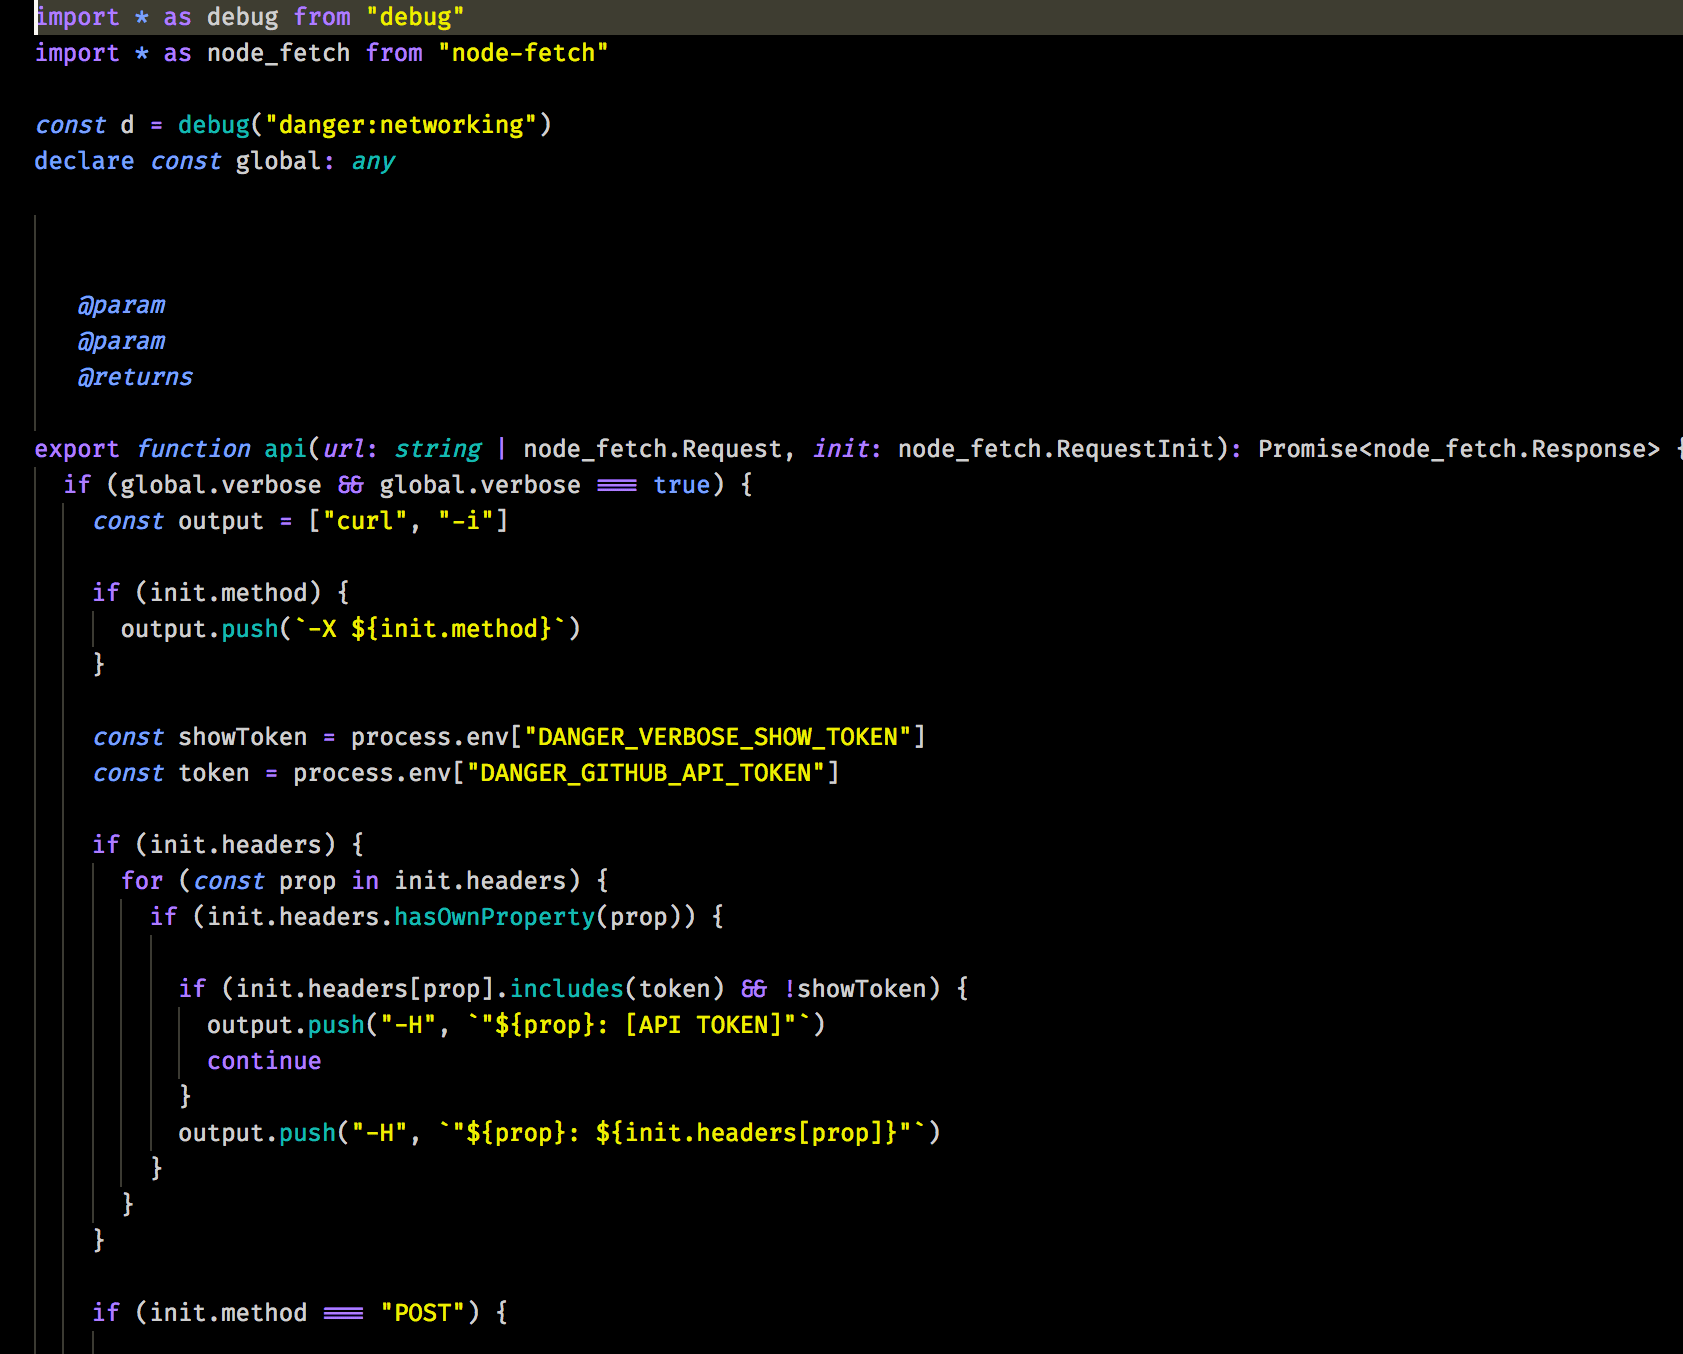 import * as debug from "debug"
import * as node_fetch from "node-fetch"
const d = debug("danger:networking")
declare const global: any
@param
@param
@returns
export function api(url: string | node_fetch.Request, init: node_fetch.RequestInit): Promise<node_fetch.Response> {
if (global.verbose && global.verbose === true) {
const output = ["curl", "-i"]
if (init.method) {
output.push(`-X ${init.method}`)
}
const showToken = process.env["DANGER_VERBOSE_SHOW_TOKEN"]
const token = process.env["DANGER_GITHUB_API_TOKEN"]
if (init.headers) {
for (const prop in init.headers) {
if (init.headers.hasOwnProperty(prop)) {
if (init.headers[prop].includes(token) && !showToken) {
output.push("-H", `"${prop}: [API TOKEN]"`)
continue
}
output.push("-H", `"${prop}: ${init.headers[prop]}"`)
}
}
}
if (init.method === "POST") {